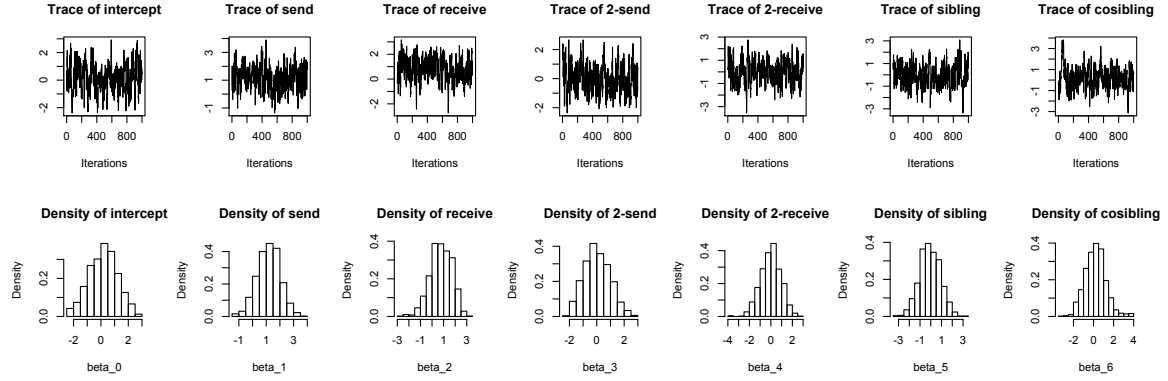 Trace of intercept
Trace of send
Trace of receive
Trace of 2-send
Trace of 2-receive
Trace of sibling
Trace of cosibling
-2 0 2
-1 1 3
-2 0 1 2 3
-2 0 2
-3 -1 1 3
-3 -1 1 3
-3 -1 1 3
0 400 800
0 400 800
0 400 800
0 400 800
0 400 800
0 400 800
0 400 800
Iterations
Iterations
Iterations
Iterations
Iterations
Iterations
Iterations
Density of intercept
Density of send
Density of receive
Density of 2-send
Density of 2-receive
Density of sibling
Density of cosibling
Density
Density
Density
Density
Density
Density
Density
0.0 0.2
0.0 0.2 0.4
0.0 0.2 0.4
0.0 0.2 0.4
0.0 0.2 0.4
0.0 0.2 0.4
0.0 0.2 0.4
-2 0 2
-1 1 3
-3 -1 1 3
-2 0 2
-4 -2 0 2
-3 -1 1 3
-2 0 2 4
beta_0
beta_1
beta_2
beta_3
beta_4
beta_5
beta_6